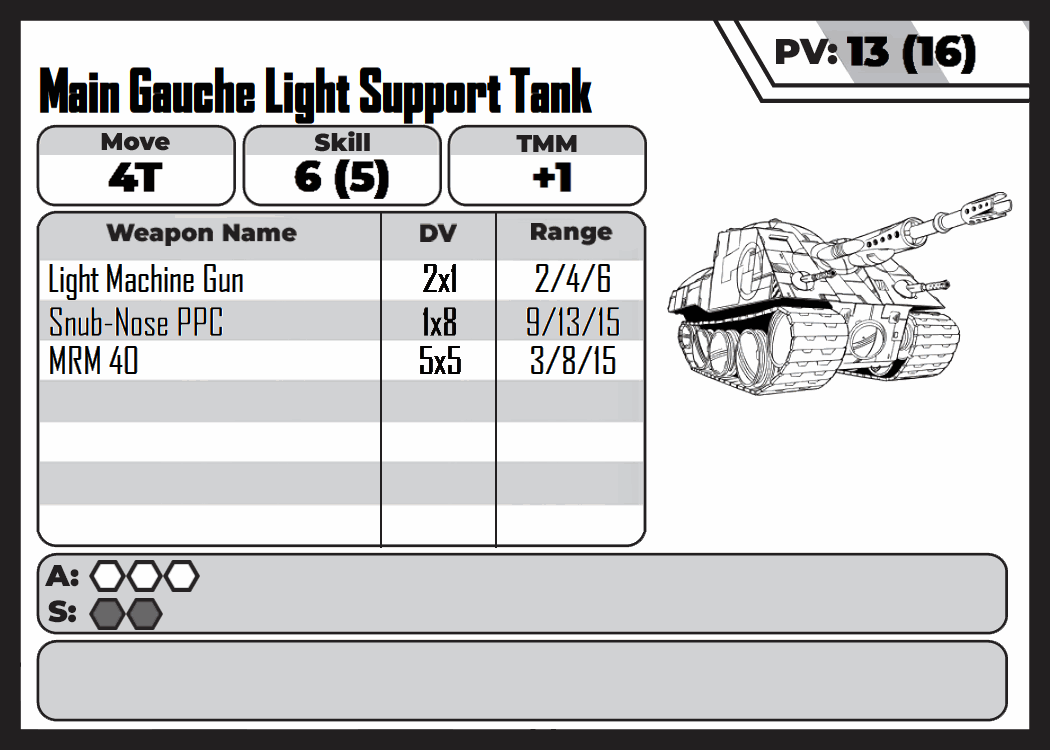 PV: 13 (16)
Main Gauche Light Support Tank
Move Skill TMM
4T 6 (5) +1
Weapon Name DV Range
Light Machine Gun 2x1 2/4/6
Snub-Nose PPC 1x8 9/13/15
MRM 40 5x5 3/8/15
A:
S: